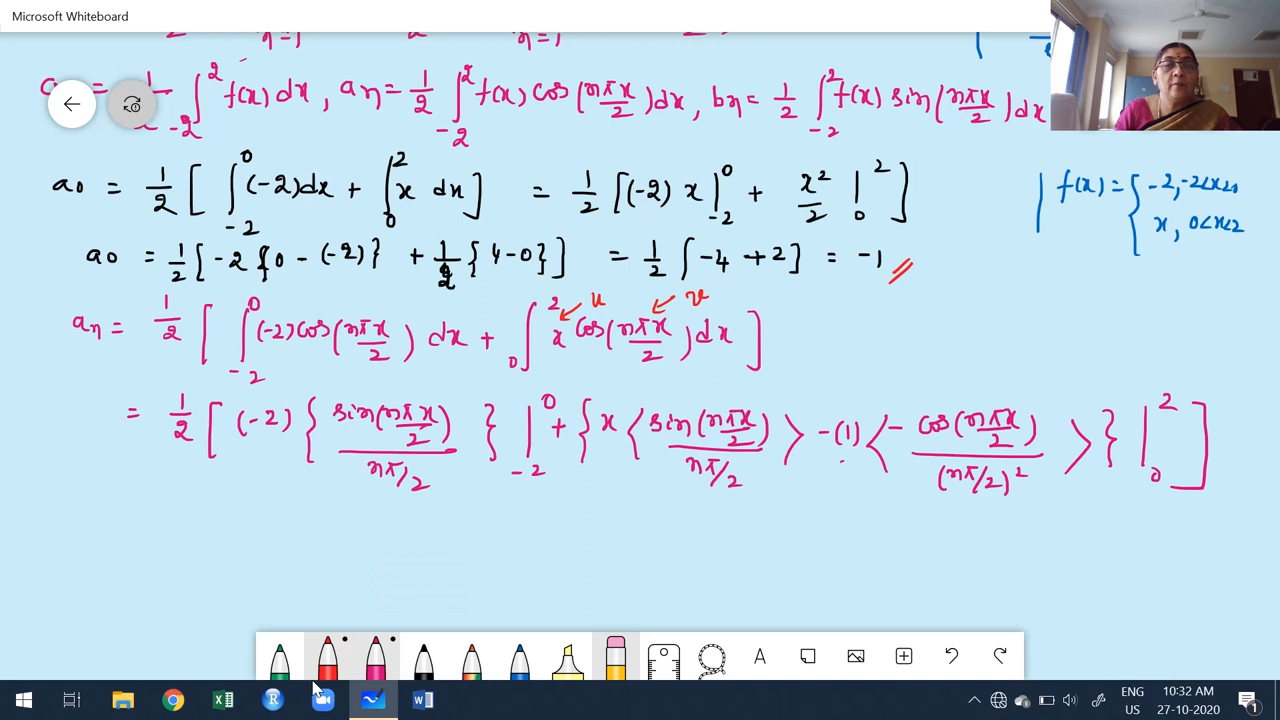 Microsoft Whiteboard
n=1 n=1
a = 1 ∫_{-2}^{2} f(x) dx, an = 1/2 ∫_{-2}^{2} f(x) cos(nπx/2) dx, bn = 1/2 ∫_{-2}^{2} f(x) sin(nπx/2) dx
a0 = 1/2 [ ∫_{-2}^{0} (-2) dx + ∫_{0}^{2} x dx ] = 1/2 [ (-2) x |_{-2}^{0} + x²/2 |_{0}^{2} ]
| f(x) = { -2, -2<x<0
x, 0<x<2
a0 = 1/2 [ -2 {0 - (-2)} + 1/2 {4-0} ] = 1/2 [ -4 + 2 ] = -1 //
u v
an = 1/2 [ ∫_{-2}^{0} (-2) cos(nπx/2) dx + ∫_{0}^{2} x cos(nπx/2) dx ]
= 1/2 [ (-2) { sin(nπx/2) / nπ/2 } |_{-2}^{0} + { x < sin(nπx/2) / nπ/2 > - (1) < - cos(nπx/2) / (nπ/2)² > } |_{0}^{2} ]
A
W
ENG
US
10:32 AM
27-10-2020
1